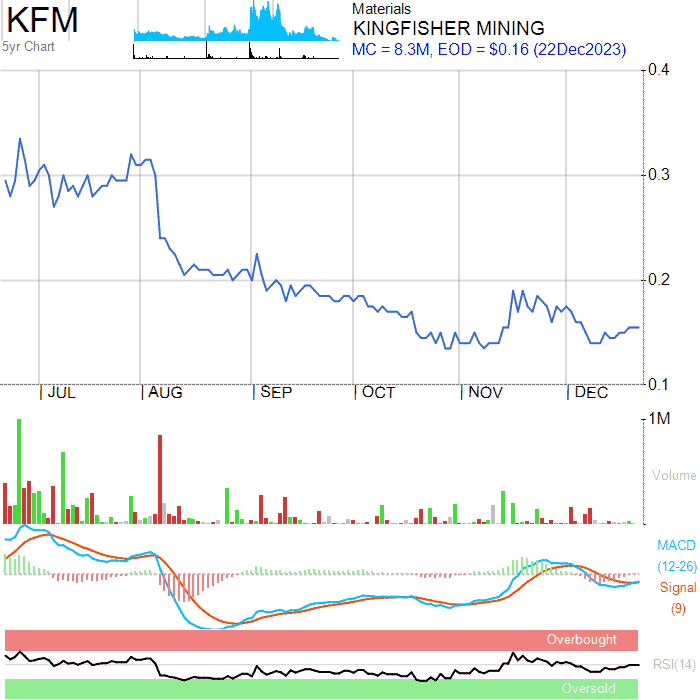 KFM
5yr Chart
Materials
KINGFISHER MINING
MC = 8.3M, EOD = $0.16 (22Dec2023)
0.4
0.3
0.2
0.1
JUL AUG SEP OCT NOV DEC
1M
Volume
MACD
(12-26)
Signal
(9)
Overbought
RSI(14)
Oversold